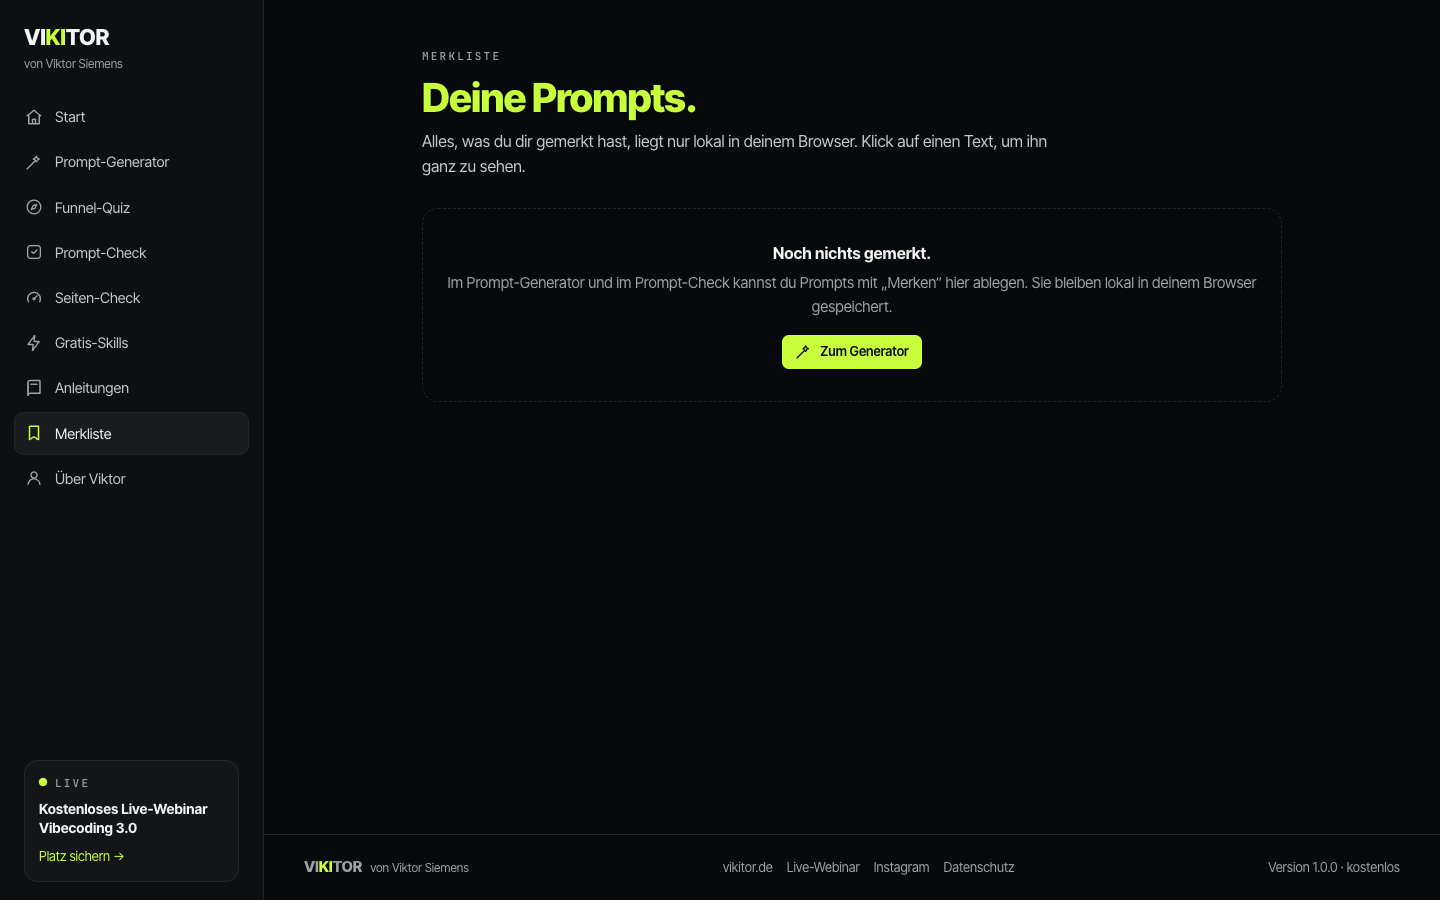 VIKITOR
von Viktor Siemens
Start
Prompt-Generator
Funnel-Quiz
Prompt-Check
Seiten-Check
Gratis-Skills
Anleitungen
Merkliste
Über Viktor
LIVE
Kostenloses Live-Webinar
Vibecoding 3.0
Platz sichern →
MERKLISTE
Deine Prompts.
Alles, was du dir gemerkt hast, liegt nur lokal in deinem Browser. Klick auf einen Text, um ihn
ganz zu sehen.
Noch nichts gemerkt.
Im Prompt-Generator und im Prompt-Check kannst du Prompts mit „Merken“ hier ablegen. Sie bleiben lokal in deinem Browser
gespeichert.
Zum Generator
VIKITOR von Viktor Siemens
vikitor.de Live-Webinar Instagram Datenschutz
Version 1.0.0 · kostenlos